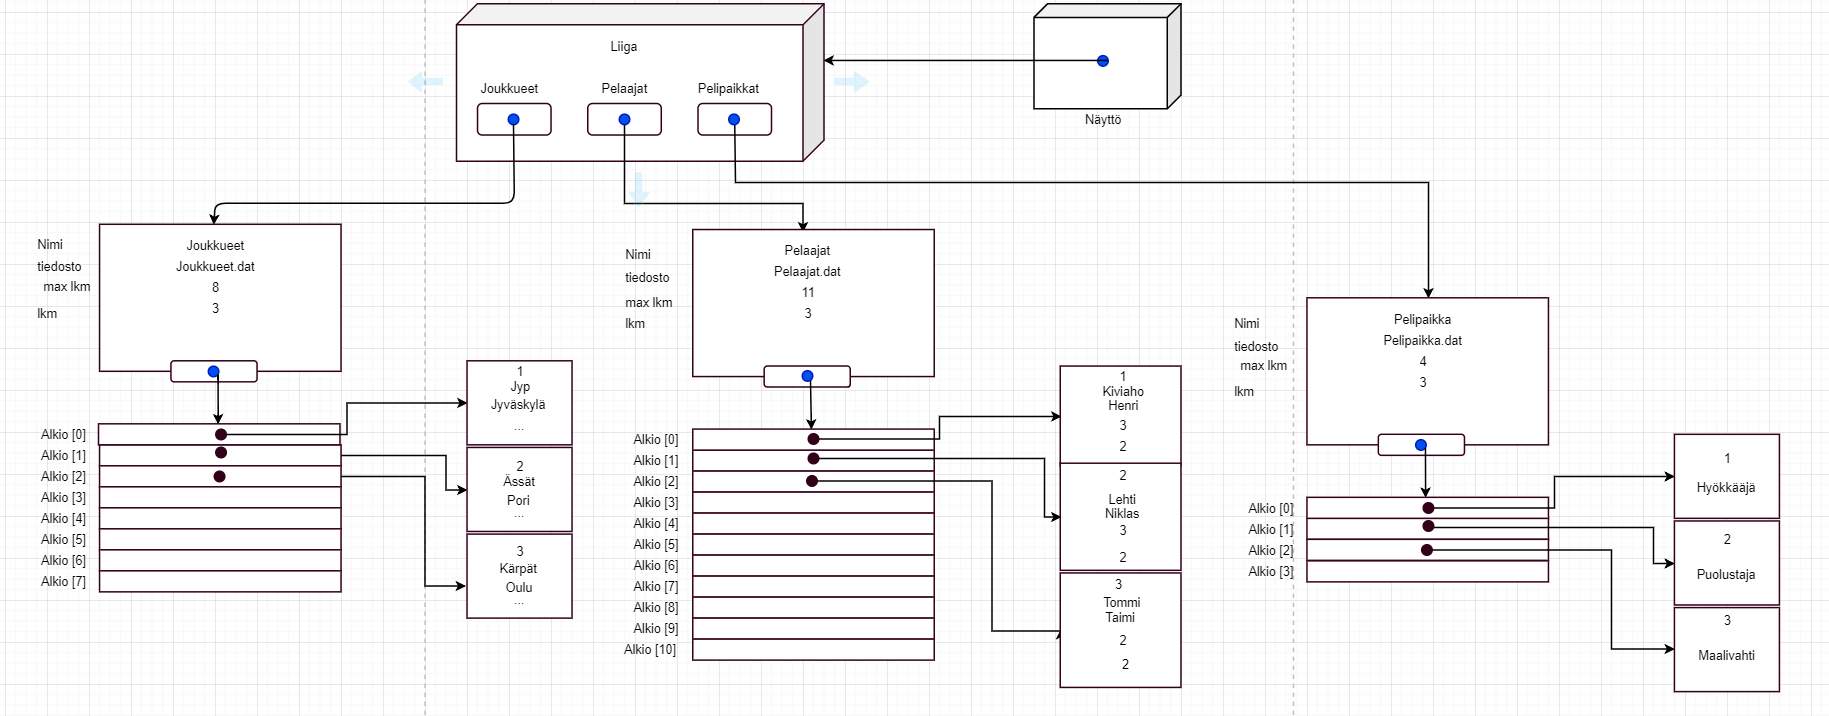 Liiga
Joukkueet
Pelaajat
Pelipaikkat
Näyttö
Nimi
tiedosto
max lkm
lkm
Joukkueet
Joukkueet.dat
8
3
Alkio [0]
Alkio [1]
Alkio [2]
Alkio [3]
Alkio [4]
Alkio [5]
Alkio [6]
Alkio [7]
1
Jyp
Jyväskylä
...
2
Ässät
Pori
...
3
Kärpät
Oulu
...
Nimi
tiedosto
max lkm
lkm
Pelaajat
Pelaajat.dat
11
3
Alkio [0]
Alkio [1]
Alkio [2]
Alkio [3]
Alkio [4]
Alkio [5]
Alkio [6]
Alkio [7]
Alkio [8]
Alkio [9]
Alkio [10]
1
Kiviaho
Henri
3
2
2
Lehti
Niklas
3
2
3
Tommi
Taimi
2
2
Nimi
tiedosto
max lkm
lkm
Pelipaikka
Pelipaikka.dat
4
3
Alkio [0]
Alkio [1]
Alkio [2]
Alkio [3]
1
Hyökkääjä
2
Puolustaja
3
Maalivahti